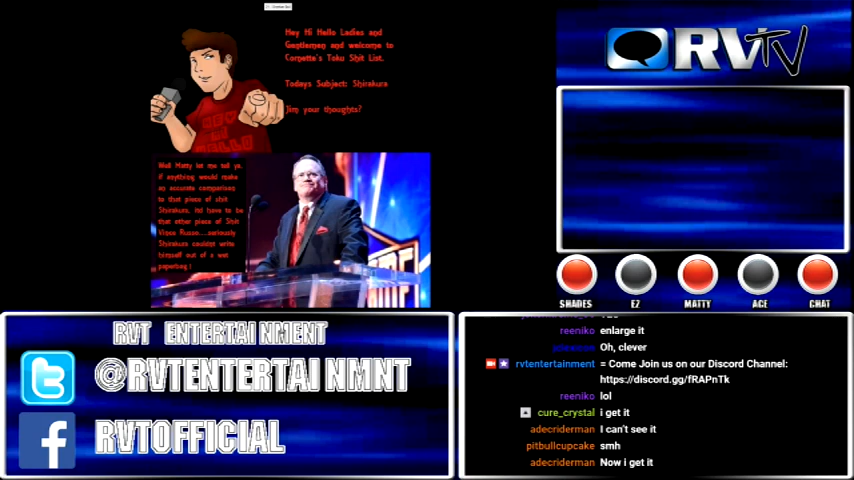 Hey Hi Hello Ladies and
Gentlemen and welcome to
Cornette's Toku Shit List.
Todays Subject: Shirakura
Jim your thoughts?
HEY
HI
HELLO
Well Harry let me tell ya,
if anything would make
an accurate comparison
to that piece of shit
Shirakura, itd have to be
that other piece of Shit
Vince Russo....seriously
Shirakura couldnt write
himself out of a wet
paperbag !
RVTV
SHADES
EZ
MATTY
ACE
CHAT
RVT ENTERTAINMENT
@RVTENTERTAINMNT
RVTOFFICIAL
reeniko enlarge it
Oh, clever
rvtentertainment = Come Join us on our Discord Channel:
https://discord.gg/fRAPnTk
reeniko lol
cure_crystal i get it
adecriderman I can't see it
pitbullcupcake smh
adecriderman Now i get it